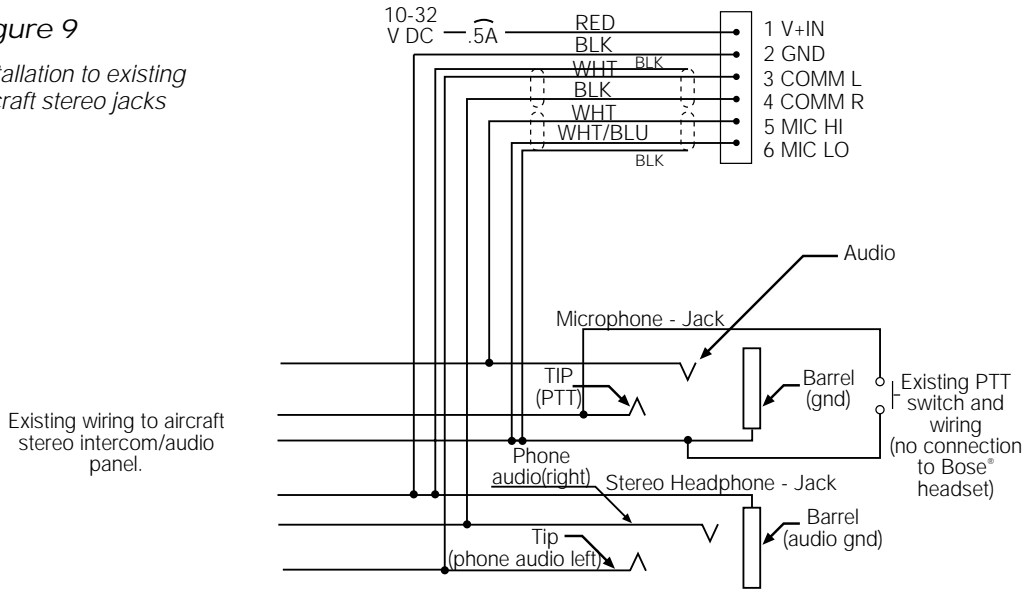 gure 9
tallation to existing
craft stereo jacks
10-32
V DC
.5A
RED
BLK
BLK
WHT
BLK
WHT
WHT/BLU
BLK
1 V+IN
2 GND
3 COMM L
4 COMM R
5 MIC HI
6 MIC LO
Audio
Microphone - Jack
TIP
(PTT)
Barrel
(gnd)
Existing PTT
switch and
wiring
(no connection
to Bose®
headset)
Existing wiring to aircraft
stereo intercom/audio
panel.
Phone
audio(right)
Stereo Headphone - Jack
Tip
(phone audio left)
Barrel
(audio gnd)